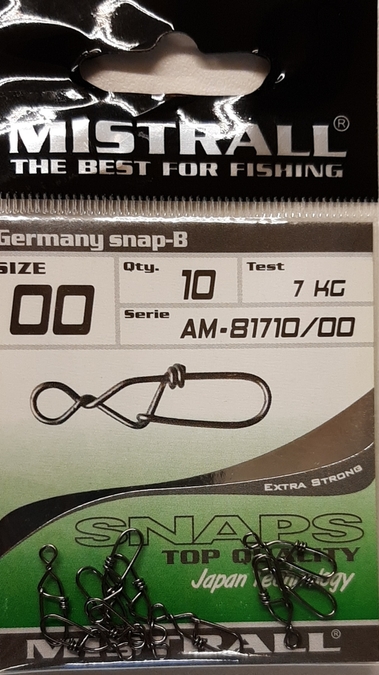 MISTRALL®
THE BEST FOR FISHING
Germany snap-B
SIZE
00
Qty.
10
Test
7 KG
Serie
AM-81710/00
EXTRA STRONG
SNAPS
TOP QUALITY
Japan Technology
MISTRALL